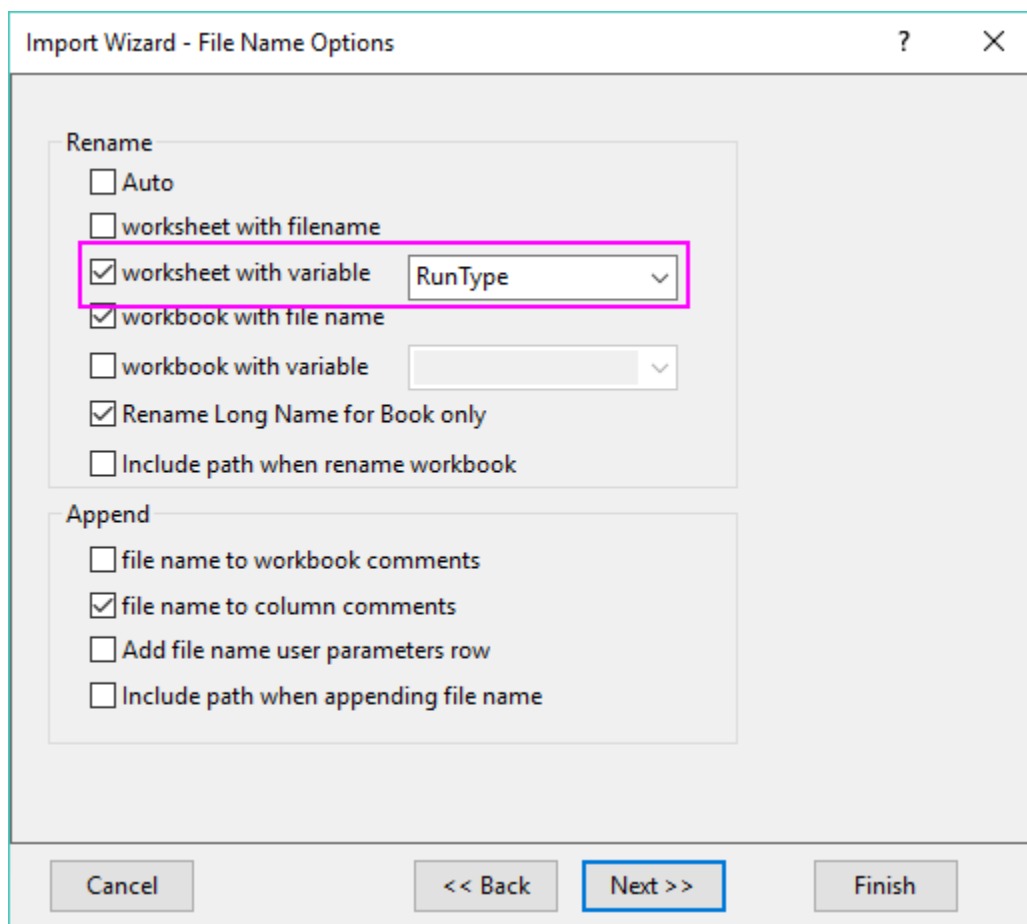 Import Wizard - File Name Options ? X
Rename
Auto
worksheet with filename
worksheet with variable RunType
workbook with file name
workbook with variable
Rename Long Name for Book only
Include path when rename workbook
Append
file name to workbook comments
file name to column comments
Add file name user parameters row
Include path when appending file name
Cancel << Back Next >> Finish